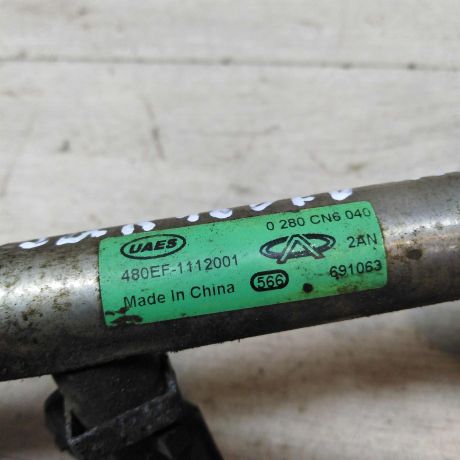 UAES 0 280 CN6 040
480EF-1112001 2AN
Made In China 566 691063